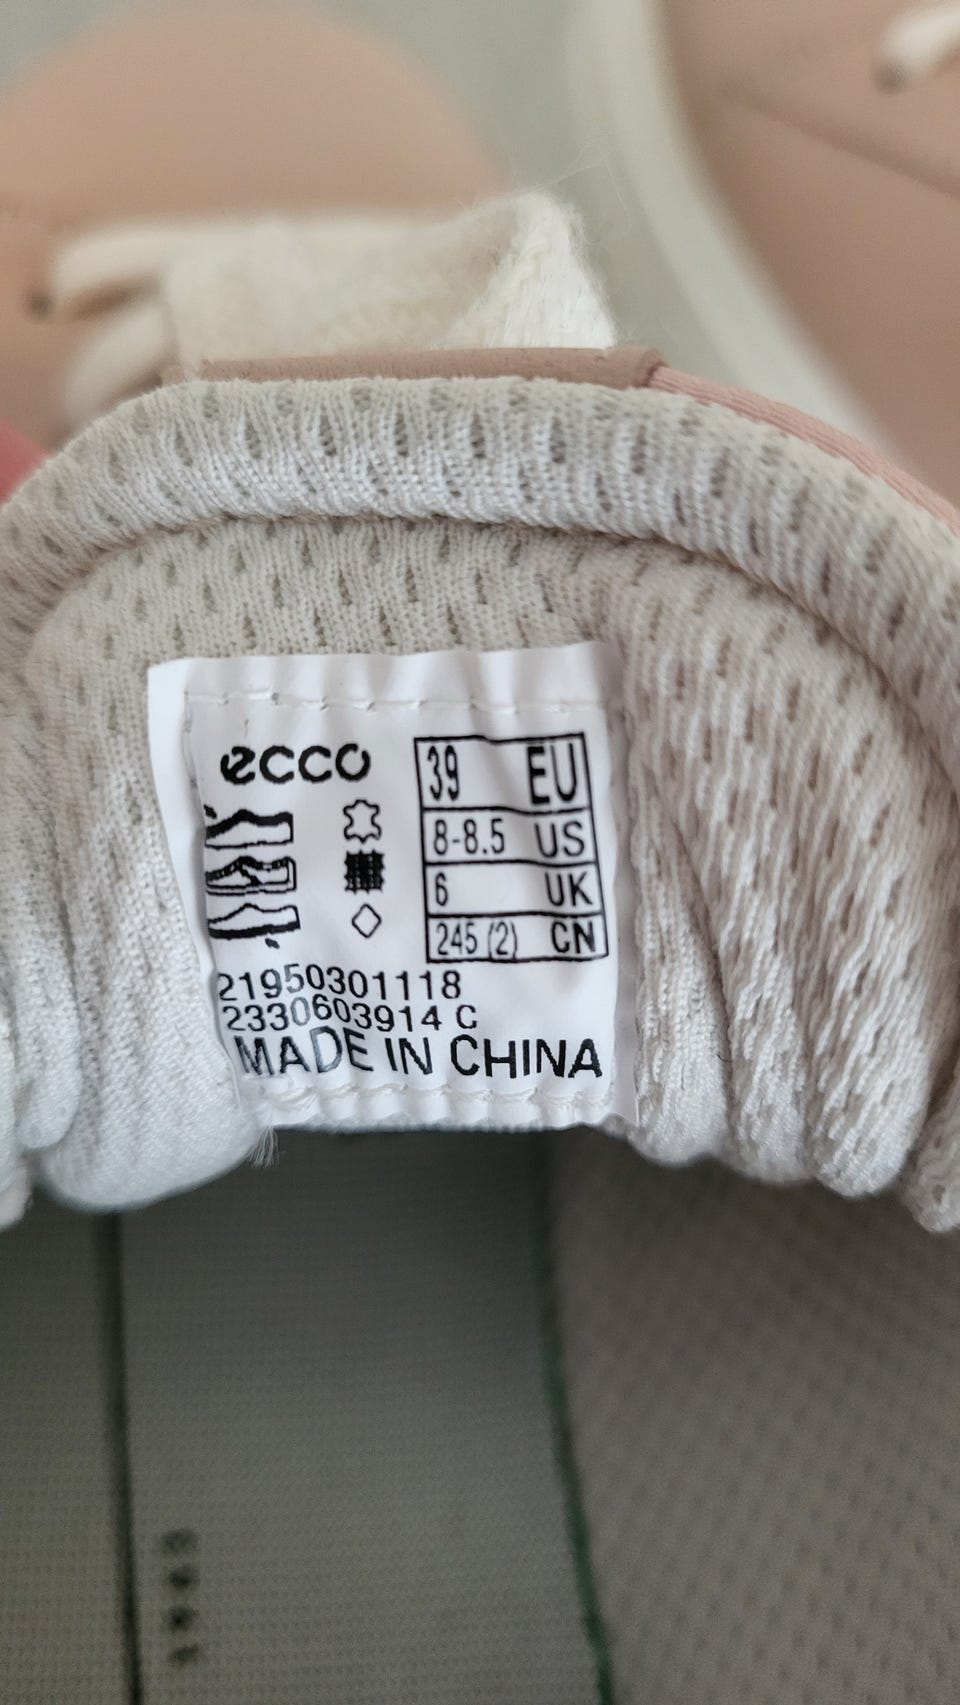 ecco
39 EU
8-8.5 US
6 UK
245 (2) CN
21950301118
2330603914 C
MADE IN CHINA